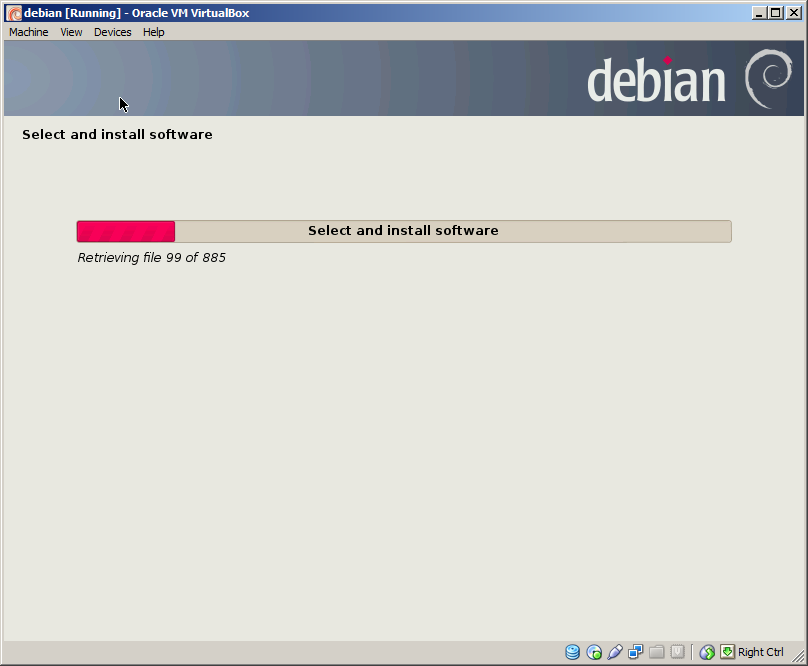 debian [Running] - Oracle VM VirtualBox
Machine View Devices Help
debian
Select and install software
Select and install software
Retrieving file 99 of 885
Right Ctrl